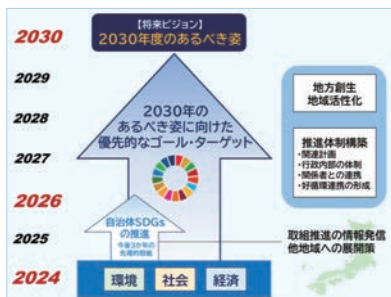 2030
2029
2028
2027
2026
2025
2024
【将来ビジョン】
2030年度のあるべき姿
2030年の
あるべき姿に向けた
優先的なゴール・ターゲット
自治体SDGs
の推進
今後3か年の
先導的取組
環境
社会
経済
地方創生
地域活性化
推進体制構築
・関連計画
・行政内部の体制
・関係者との連携
・好循環連携の形成
取組推進の情報発信
他地域への展開策